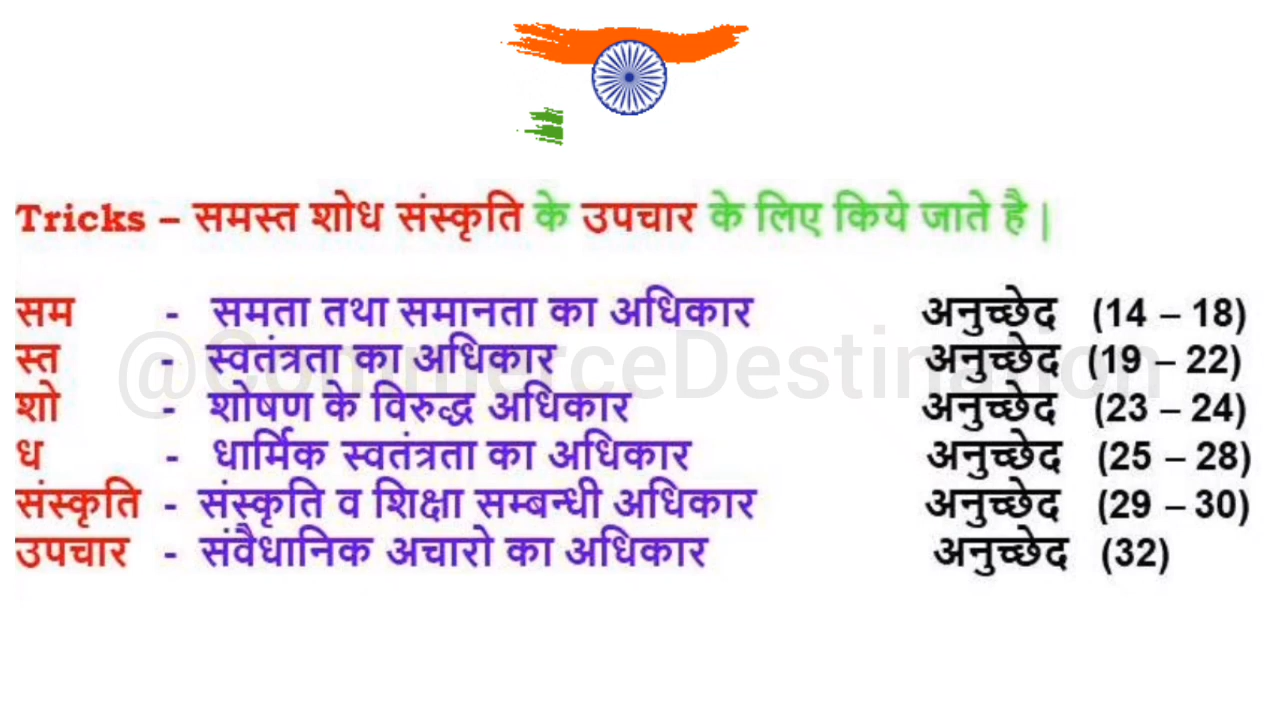 Tricks – समस्त शोध संस्कृति के उपचार के लिए किये जाते है |
सम - समता तथा समानता का अधिकार अनुच्छेद (14 – 18)
स्त - स्वतंत्रता का अधिकार अनुच्छेद (19 – 22)
शो - शोषण के विरुद्ध अधिकार अनुच्छेद (23 – 24)
ध - धार्मिक स्वतंत्रता का अधिकार अनुच्छेद (25 – 28)
संस्कृति - संस्कृति व शिक्षा सम्बन्धी अधिकार अनुच्छेद (29 – 30)
उपचार - संवैधानिक अचारो का अधिकार अनुच्छेद (32)
@CommerceDestination